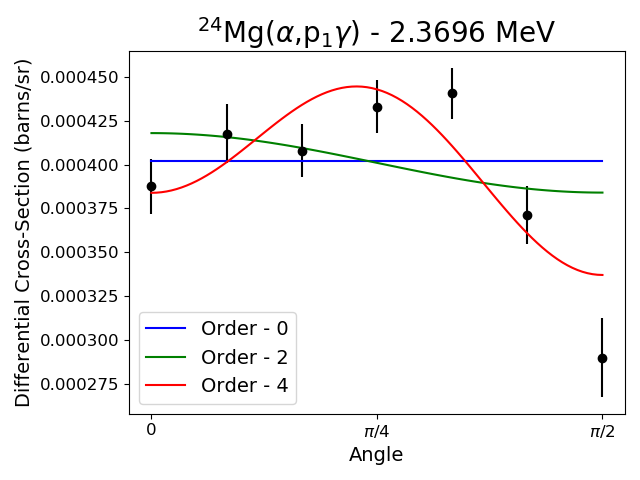 ²⁴Mg(α,p₁γ) - 2.3696 MeV
Differential Cross-Section (barns/sr)
0.000450
0.000425
0.000400
0.000375
0.000350
0.000325
0.000300
0.000275
Order - 0
Order - 2
Order - 4
0
π/4
π/2
Angle